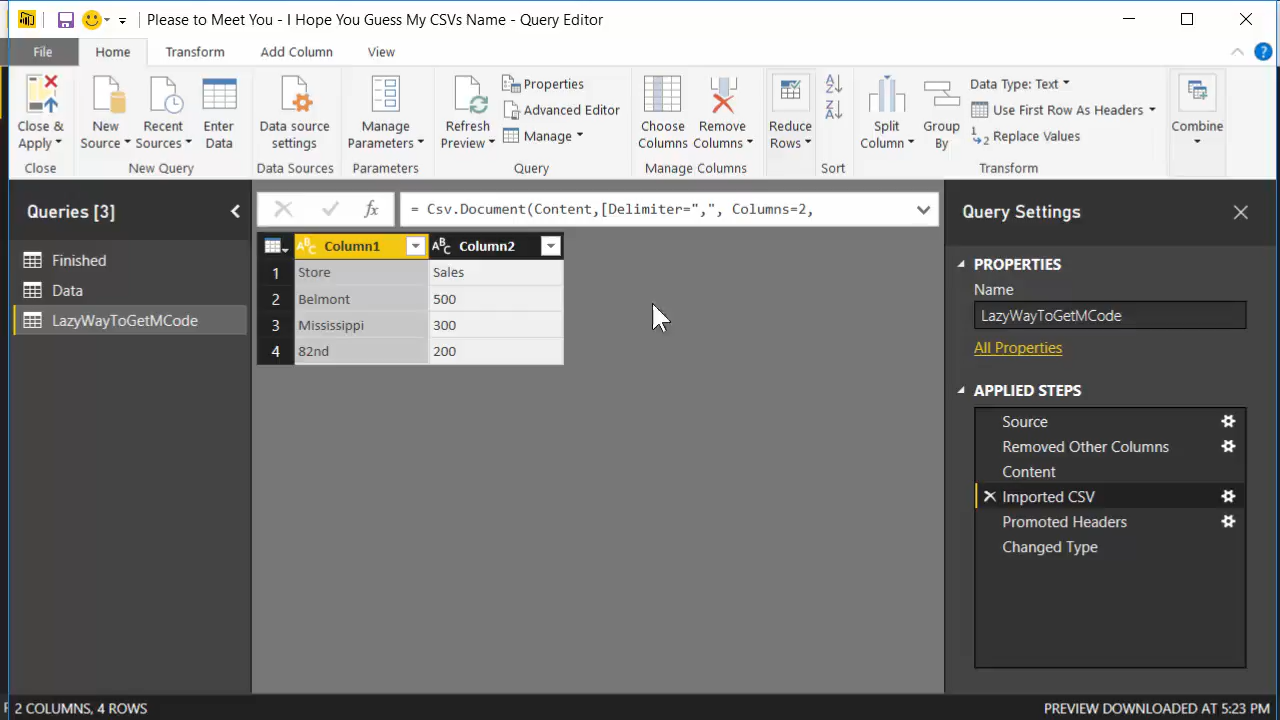 Please to Meet You - I Hope You Guess My CSVs Name - Query Editor
File Home Transform Add Column View
Close & Apply
New Source
Recent Sources
Enter Data
Data source settings
Manage Parameters
Refresh Preview
Properties
Advanced Editor
Manage
Choose Columns
Remove Columns
Reduce Rows
Split Column
Group By
Data Type: Text
Use First Row As Headers
Replace Values
Combine
Close New Query Data Sources Parameters Query Manage Columns Sort Transform
Queries [3]
Finished
Data
LazyWayToGetMCode
fx = Csv.Document(Content,[Delimiter=",", Columns=2,
ABC Column1 ABC Column2
1 Store Sales
2 Belmont 500
3 Mississippi 300
4 82nd 200
Query Settings
PROPERTIES
Name
LazyWayToGetMCode
All Properties
APPLIED STEPS
Source
Removed Other Columns
Content
Imported CSV
Promoted Headers
Changed Type
2 COLUMNS, 4 ROWS
PREVIEW DOWNLOADED AT 5:23 PM